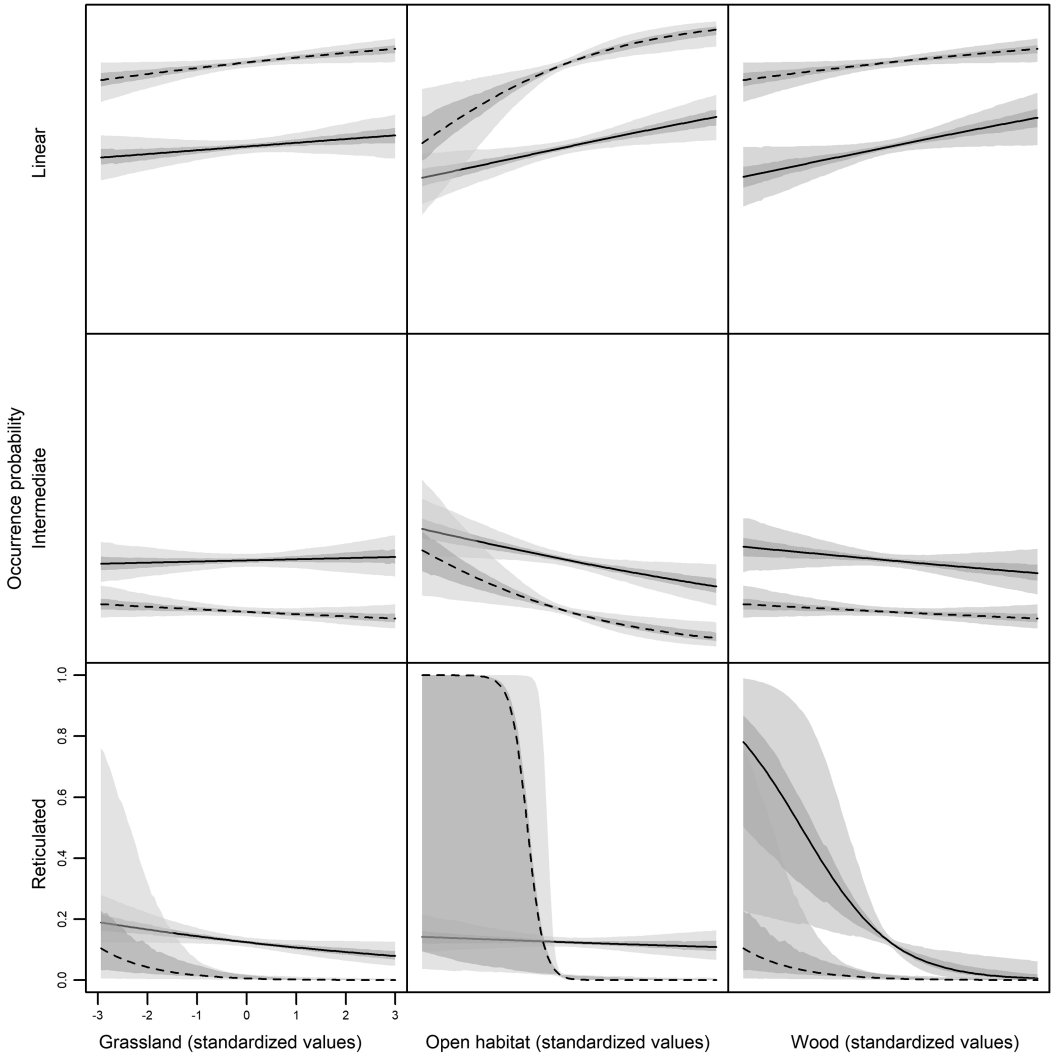 Linear
Occurrence probability
Intermediate
Reticulated
1.0
0.8
0.6
0.4
0.2
0.0
-3 -2 -1 0 1 2 3
Grassland (standardized values) Open habitat (standardized values) Wood (standardized values)